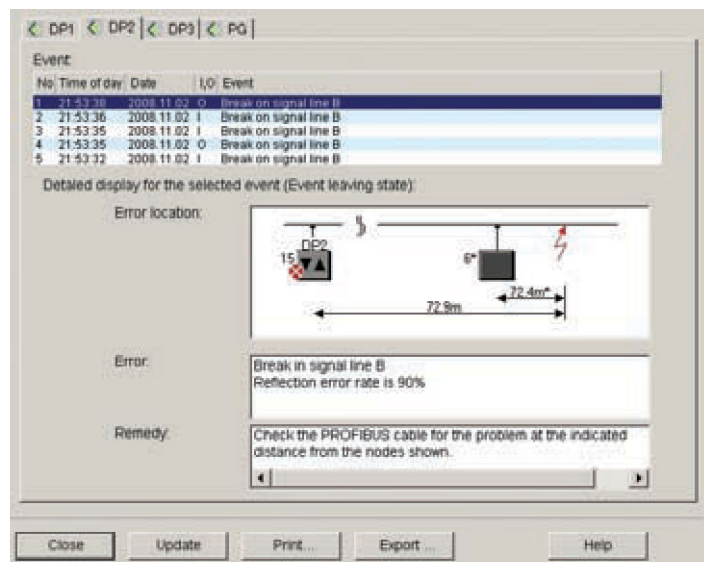 DP1 DP2 DP3 PG
Event:
No Time of day Date I,O Event
1 21:53:38 2008.11.02 O Break on signal line B
2 21:53:36 2008.11.02 I Break on signal line B
3 21:53:35 2008.11.02 I Break on signal line B
4 21:53:35 2008.11.02 O Break on signal line B
5 21:53:32 2008.11.02 I Break on signal line B
Detaled display for the selected event (Event leaving state):
Error location:
DP2
15
6*
72.4m*
72.9m
Error:
Break in signal line B
Reflection error rate is 90%
Remedy:
Check the PROFIBUS cable for the problem at the indicated
distance from the nodes shown.
Close Update Print... Export ... Help